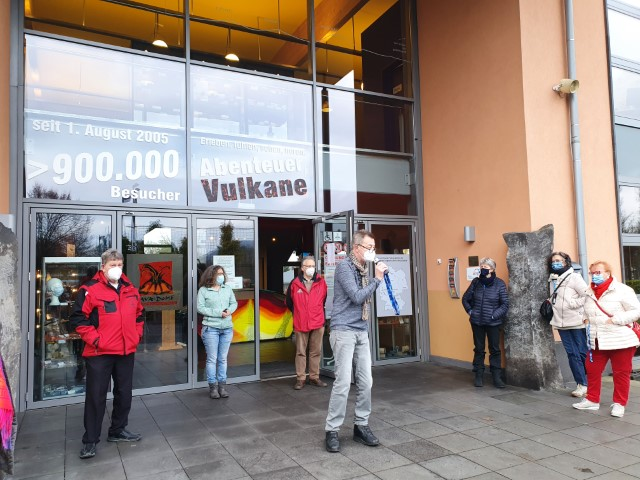 seit 1. August 2005
>900.000
Besucher
Abenteuer
Vulkane